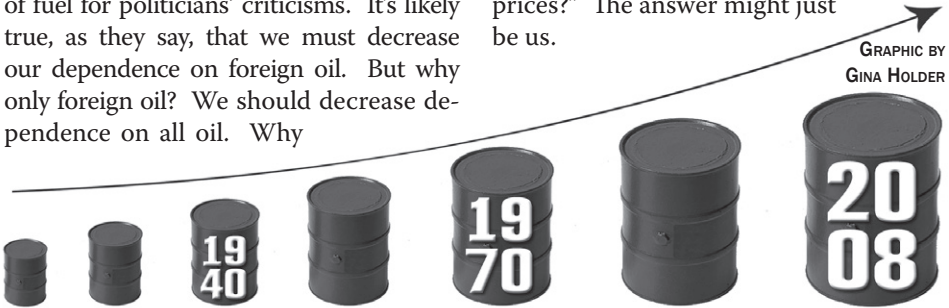 of fuel for politicians' criticisms. It's likely
true, as they say, that we must decrease
our dependence on foreign oil. But why
only foreign oil? We should decrease de-
pendence on all oil. Why
prices?" The answer might just
be us.
GRAPHIC BY
GINA HOLDER
19
40
19
70
20
08